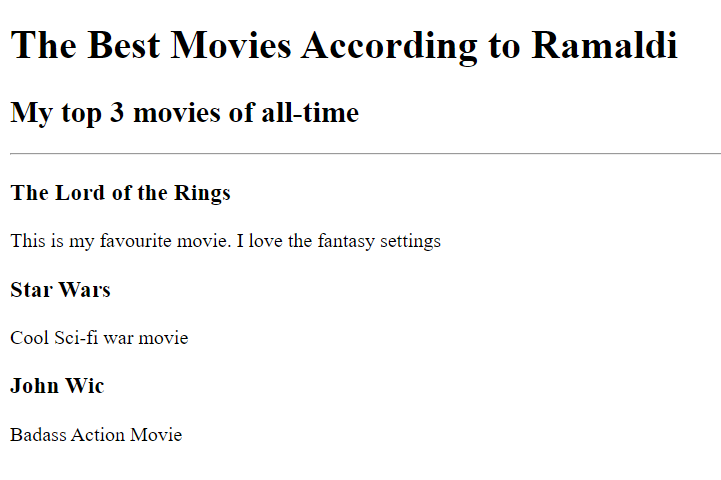 The Best Movies According to Ramaldi
My top 3 movies of all-time
The Lord of the Rings
This is my favourite movie. I love the fantasy settings
Star Wars
Cool Sci-fi war movie
John Wic
Badass Action Movie